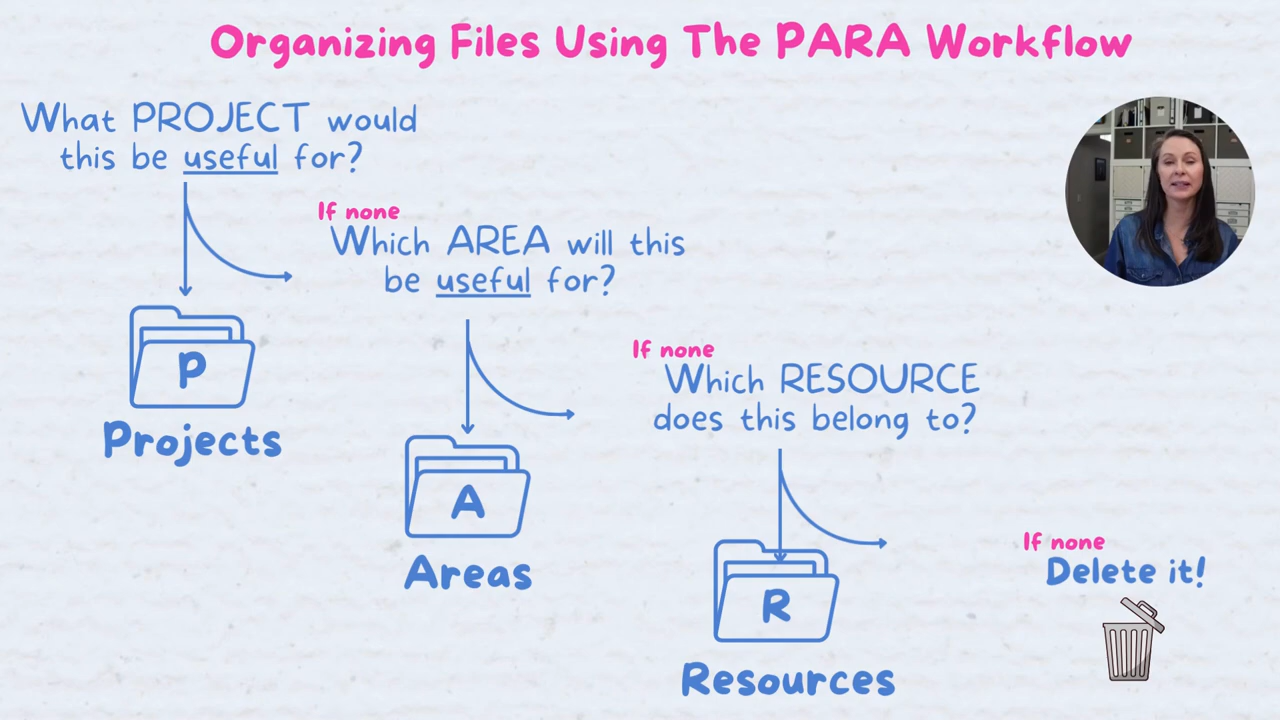 Organizing Files Using The PARA Workflow
What PROJECT would
this be useful for?
P
Projects
If none
Which AREA will this
be useful for?
A
Areas
If none
Which RESOURCE
does this belong to?
R
Resources
If none
Delete it!